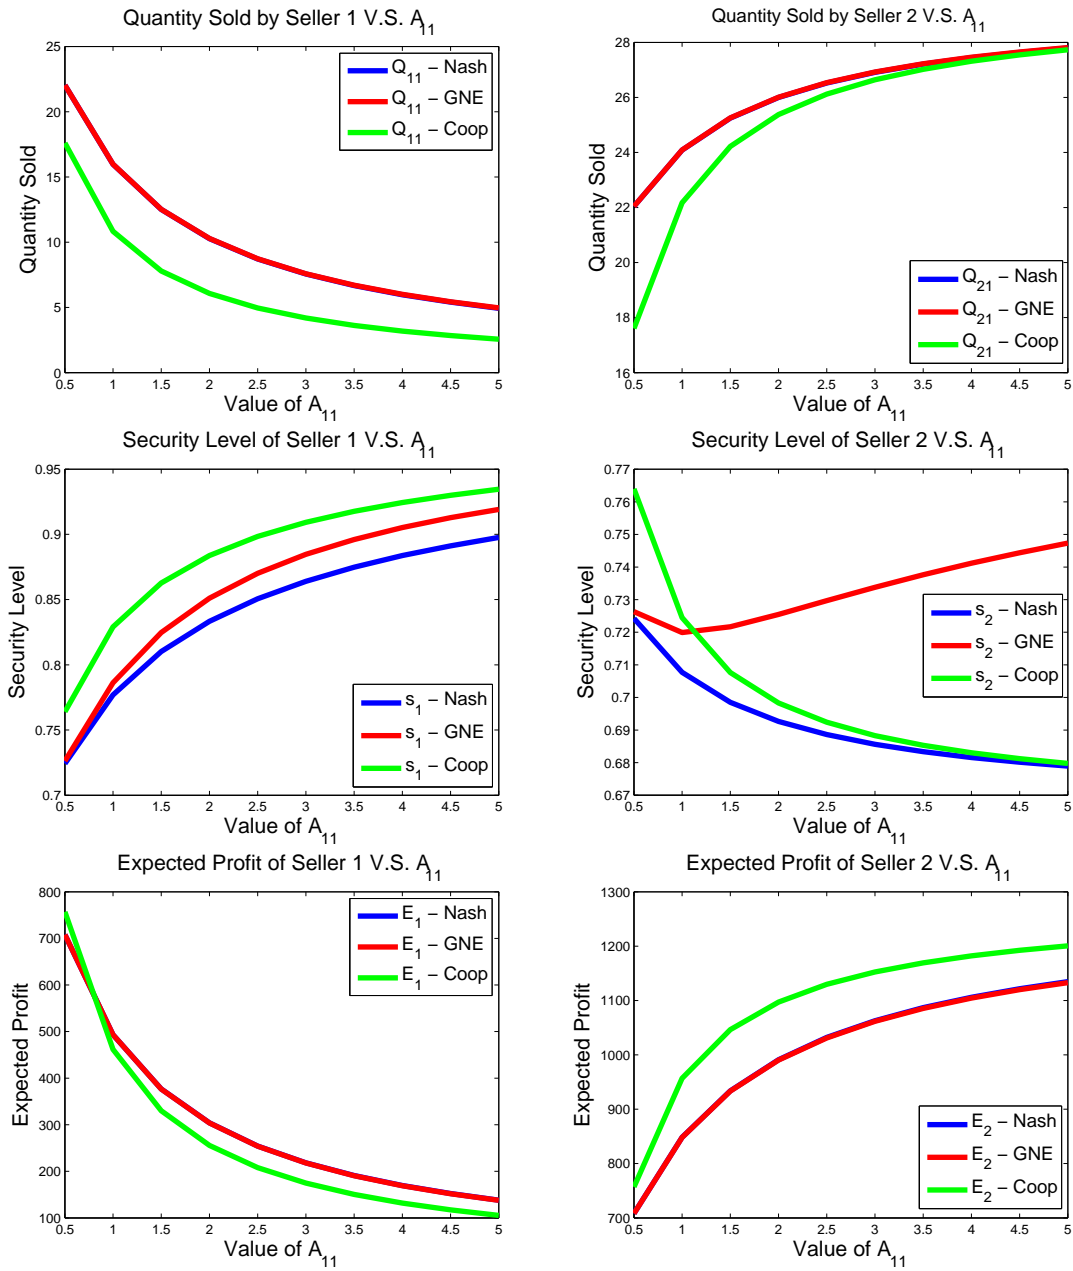 Quantity Sold by Seller 1 V.S. A11
25
20
15
10
5
0
0.5 1 1.5 2 2.5 3 3.5 4 4.5 5
Quantity Sold
Value of A11
Q11 – Nash
Q11 – GNE
Q11 – Coop
Quantity Sold by Seller 2 V.S. A11
28
26
24
22
20
18
16
0.5 1 1.5 2 2.5 3 3.5 4 4.5 5
Quantity Sold
Value of A11
Q21 – Nash
Q21 – GNE
Q21 – Coop
Security Level of Seller 1 V.S. A11
0.95
0.9
0.85
0.8
0.75
0.7
0.5 1 1.5 2 2.5 3 3.5 4 4.5 5
Security Level
Value of A11
s1 – Nash
s1 – GNE
s1 – Coop
Security Level of Seller 2 V.S. A11
0.77
0.76
0.75
0.74
0.73
0.72
0.71
0.7
0.69
0.68
0.67
0.5 1 1.5 2 2.5 3 3.5 4 4.5 5
Security Level
Value of A11
s2 – Nash
s2 – GNE
s2 – Coop
Expected Profit of Seller 1 V.S. A11
800
700
600
500
400
300
200
100
0.5 1 1.5 2 2.5 3 3.5 4 4.5 5
Expected Profit
Value of A11
E1 – Nash
E1 – GNE
E1 – Coop
Expected Profit of Seller 2 V.S. A11
1300
1200
1100
1000
900
800
700
0.5 1 1.5 2 2.5 3 3.5 4 4.5 5
Expected Profit
Value of A11
E2 – Nash
E2 – GNE
E2 – Coop